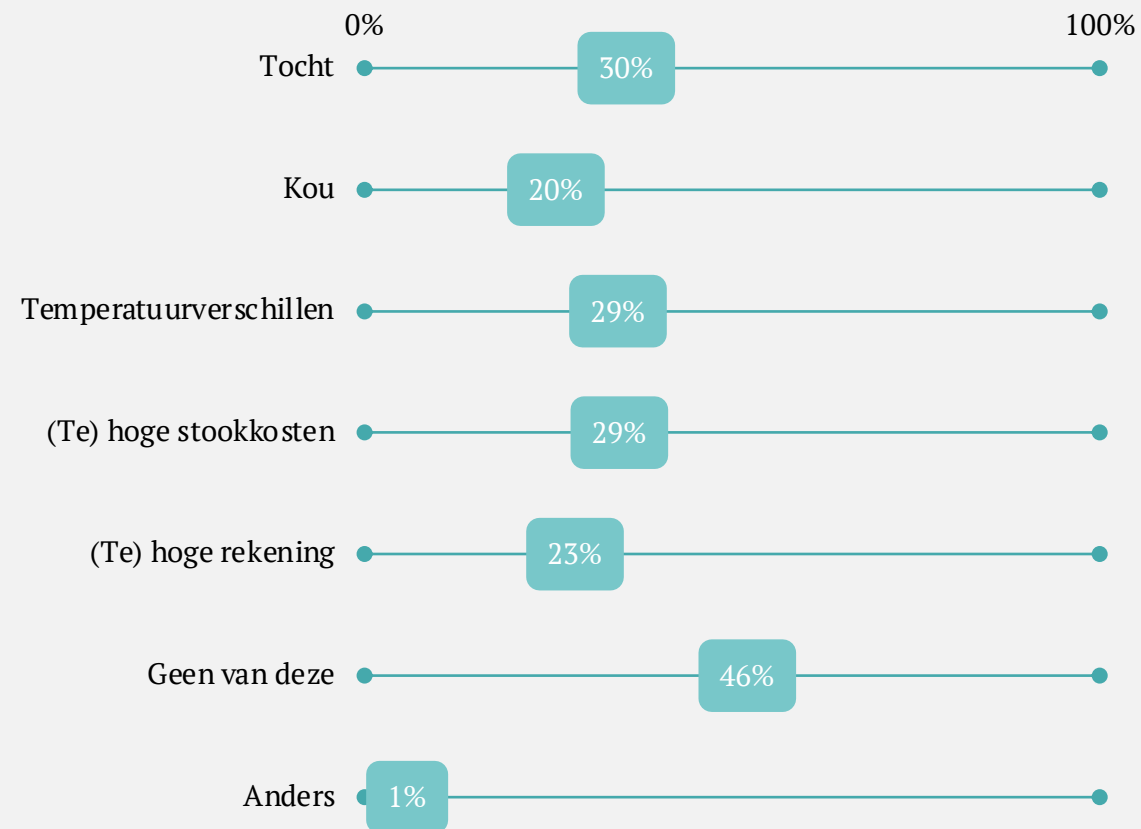 0% 100%
Tocht 30%
Kou 20%
Temperatuurverschillen 29%
(Te) hoge stookkosten 29%
(Te) hoge rekening 23%
Geen van deze 46%
Anders 1%